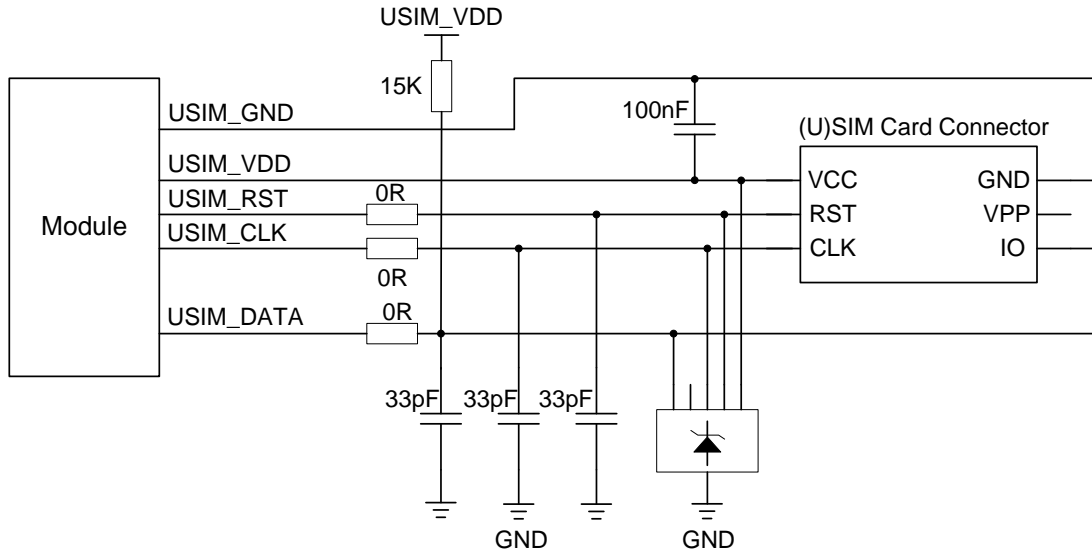 USIM_VDD
15K
USIM_GND
100nF
(U)SIM Card Connector
USIM_VDD
VCC
GND
USIM_RST
0R
RST
VPP
Module
USIM_CLK
CLK
IO
0R
USIM_DATA
0R
33pF
33pF
33pF
GND
GND